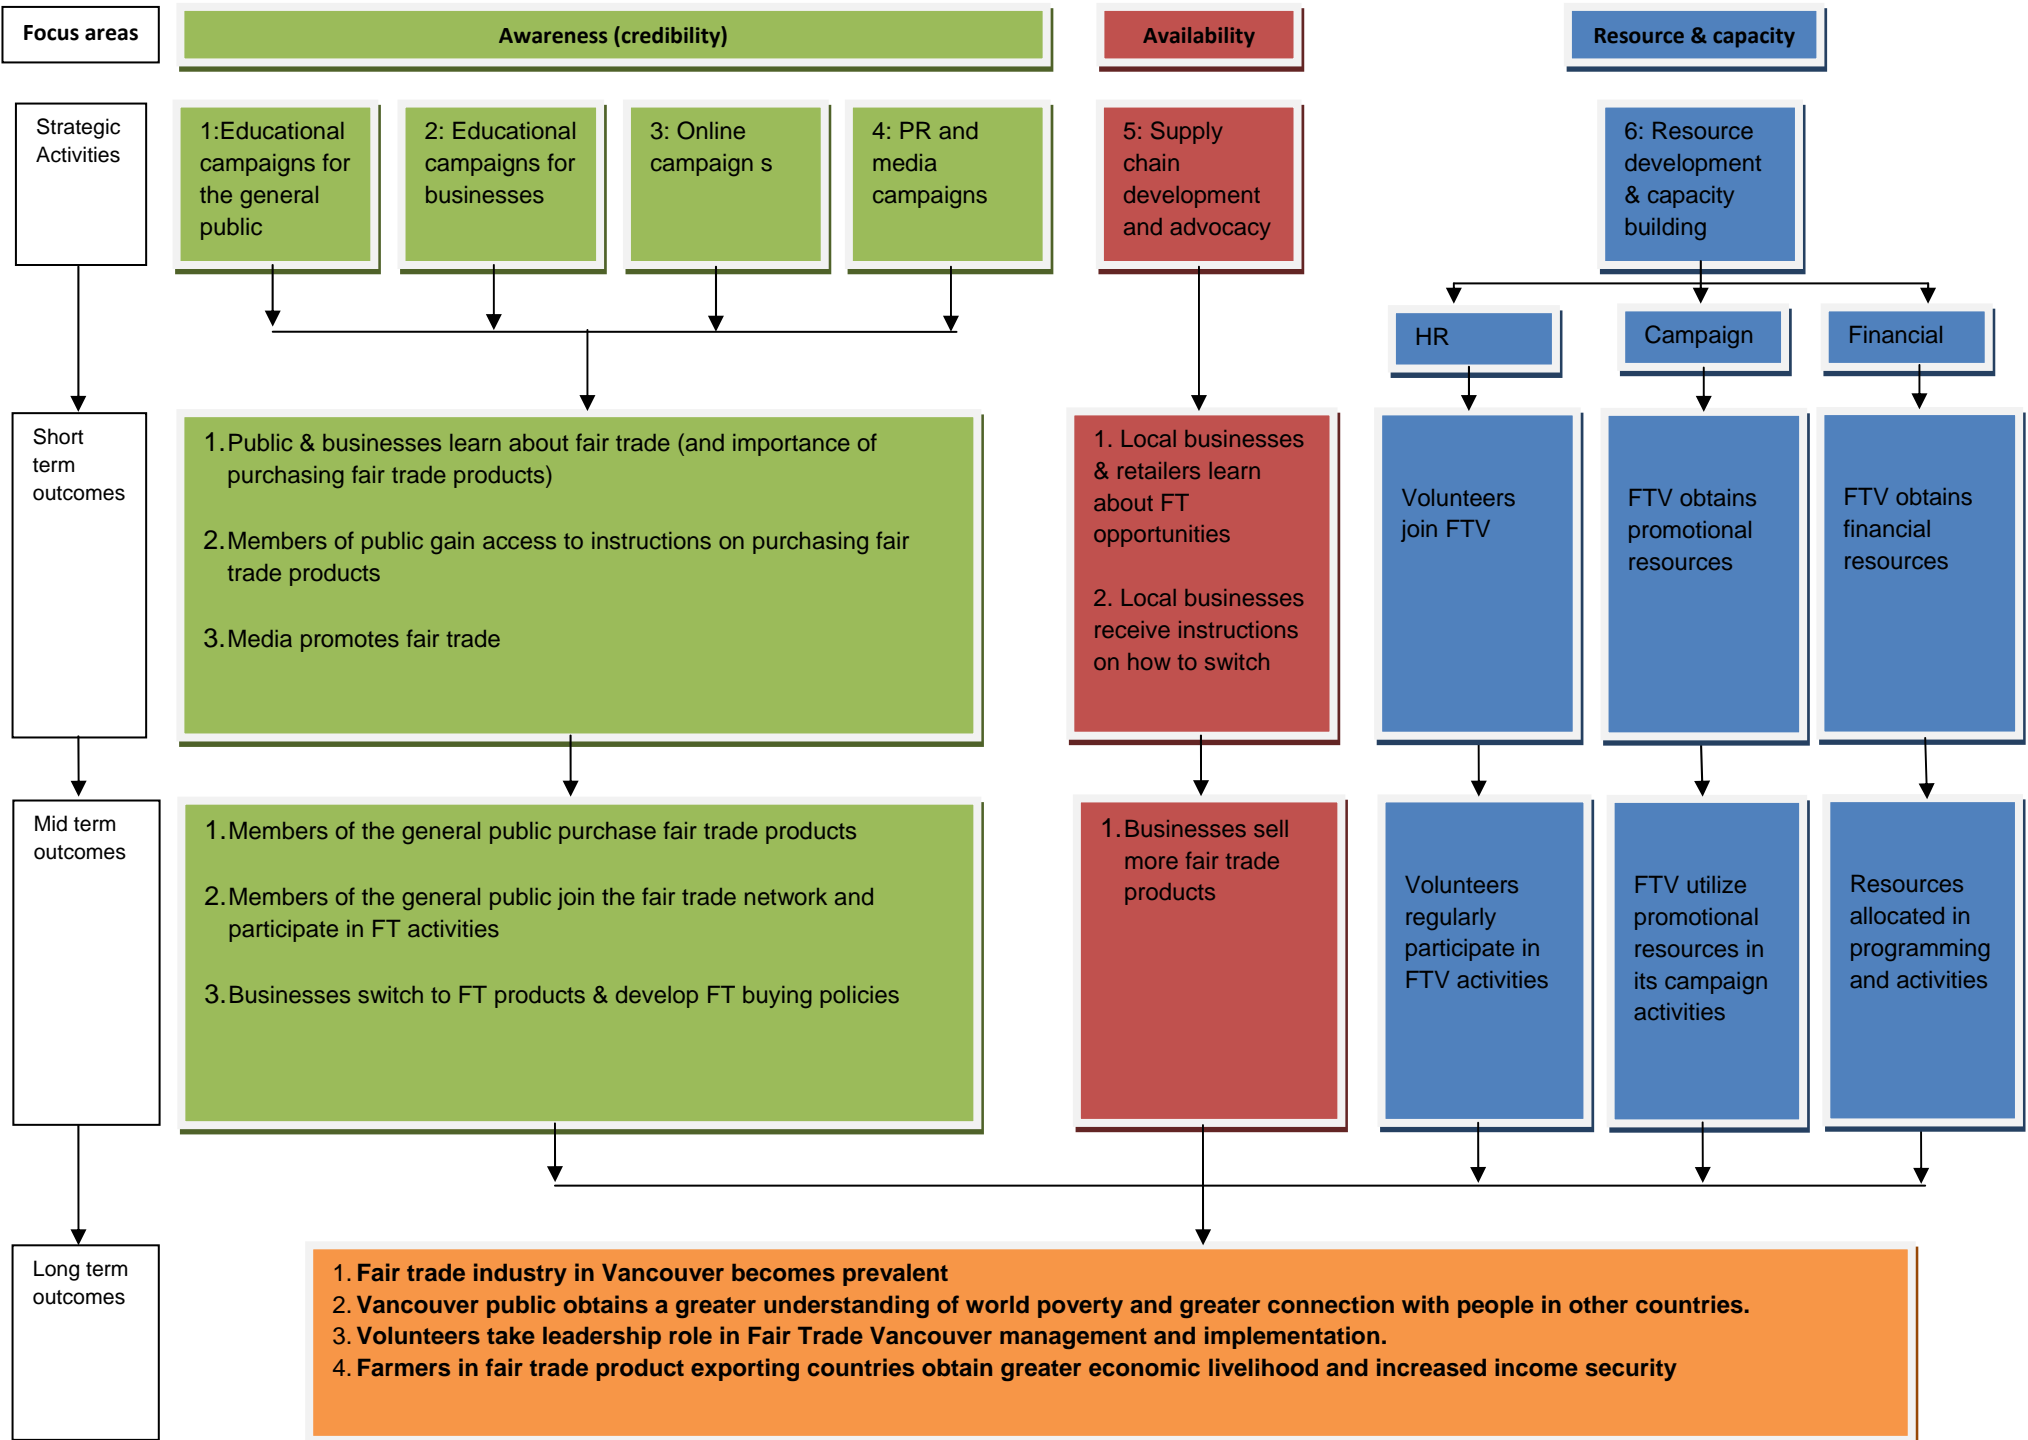 Focus areas
Awareness (credibility)
Availability
Resource & capacity
Strategic
Activities
1:Educational
campaigns for
the general
public
2: Educational
campaigns for
businesses
3: Online
campaign s
4: PR and
media
campaigns
5: Supply
chain
development
and advocacy
6: Resource
development
& capacity
building
HR
Campaign
Financial
Short
term
outcomes
1.Public & businesses learn about fair trade (and importance of
purchasing fair trade products)
2.Members of public gain access to instructions on purchasing fair
trade products
3.Media promotes fair trade
1. Local businesses
& retailers learn
about FT
opportunities
2. Local businesses
receive instructions
on how to switch
Volunteers
join FTV
FTV obtains
promotional
resources
FTV obtains
financial
resources
Mid term
outcomes
1.Members of the general public purchase fair trade products
2.Members of the general public join the fair trade network and
participate in FT activities
3.Businesses switch to FT products & develop FT buying policies
1.Businesses sell
more fair trade
products
Volunteers
regularly
participate in
FTV activities
FTV utilize
promotional
resources in
its campaign
activities
Resources
allocated in
programming
and activities
Long term
outcomes
1. Fair trade industry in Vancouver becomes prevalent
2. Vancouver public obtains a greater understanding of world poverty and greater connection with people in other countries.
3. Volunteers take leadership role in Fair Trade Vancouver management and implementation.
4. Farmers in fair trade product exporting countries obtain greater economic livelihood and increased income security